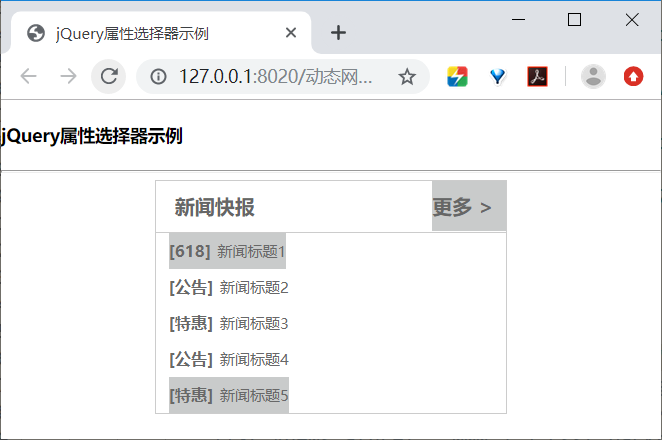 jQuery属性选择器示例
127.0.0.1:8020/动态网...
jQuery属性选择器示例
新闻快报 更多 >
[618] 新闻标题1
[公告] 新闻标题2
[特惠] 新闻标题3
[公告] 新闻标题4
[特惠] 新闻标题5